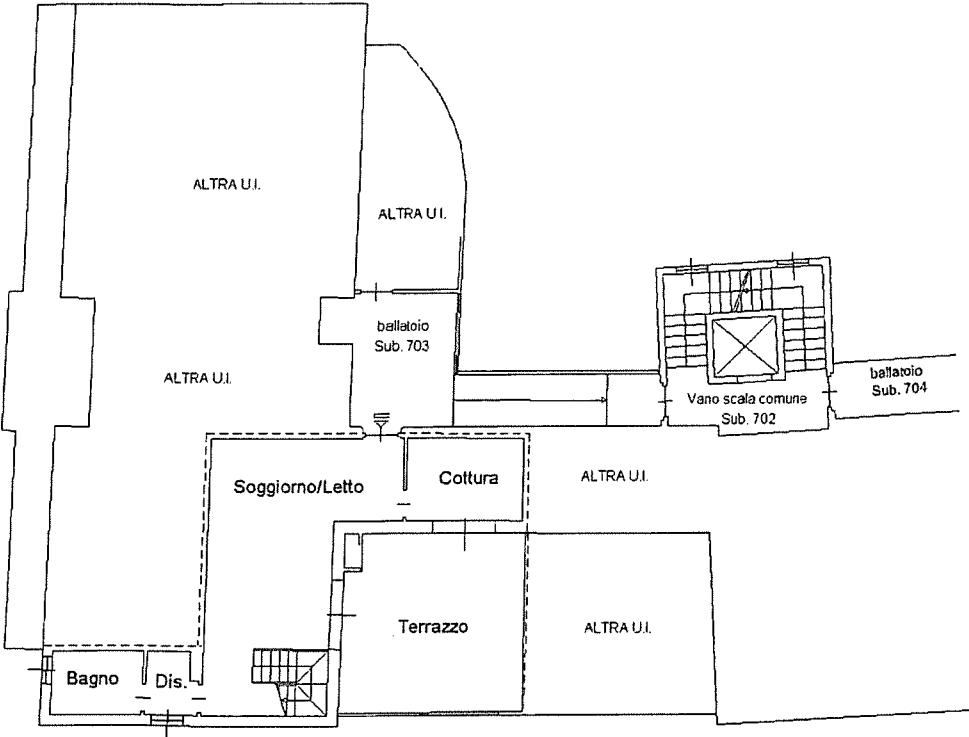 ALTRA U.I.
ALTRA U.I.
ballatoio
Sub. 703
ALTRA U.I.
ballatoio
Sub. 704
Vano scala comune
Sub. 702
Soggiorno/Letto
Cottura
ALTRA U.I.
Terrazzo
ALTRA U.I.
Bagno
Dis.